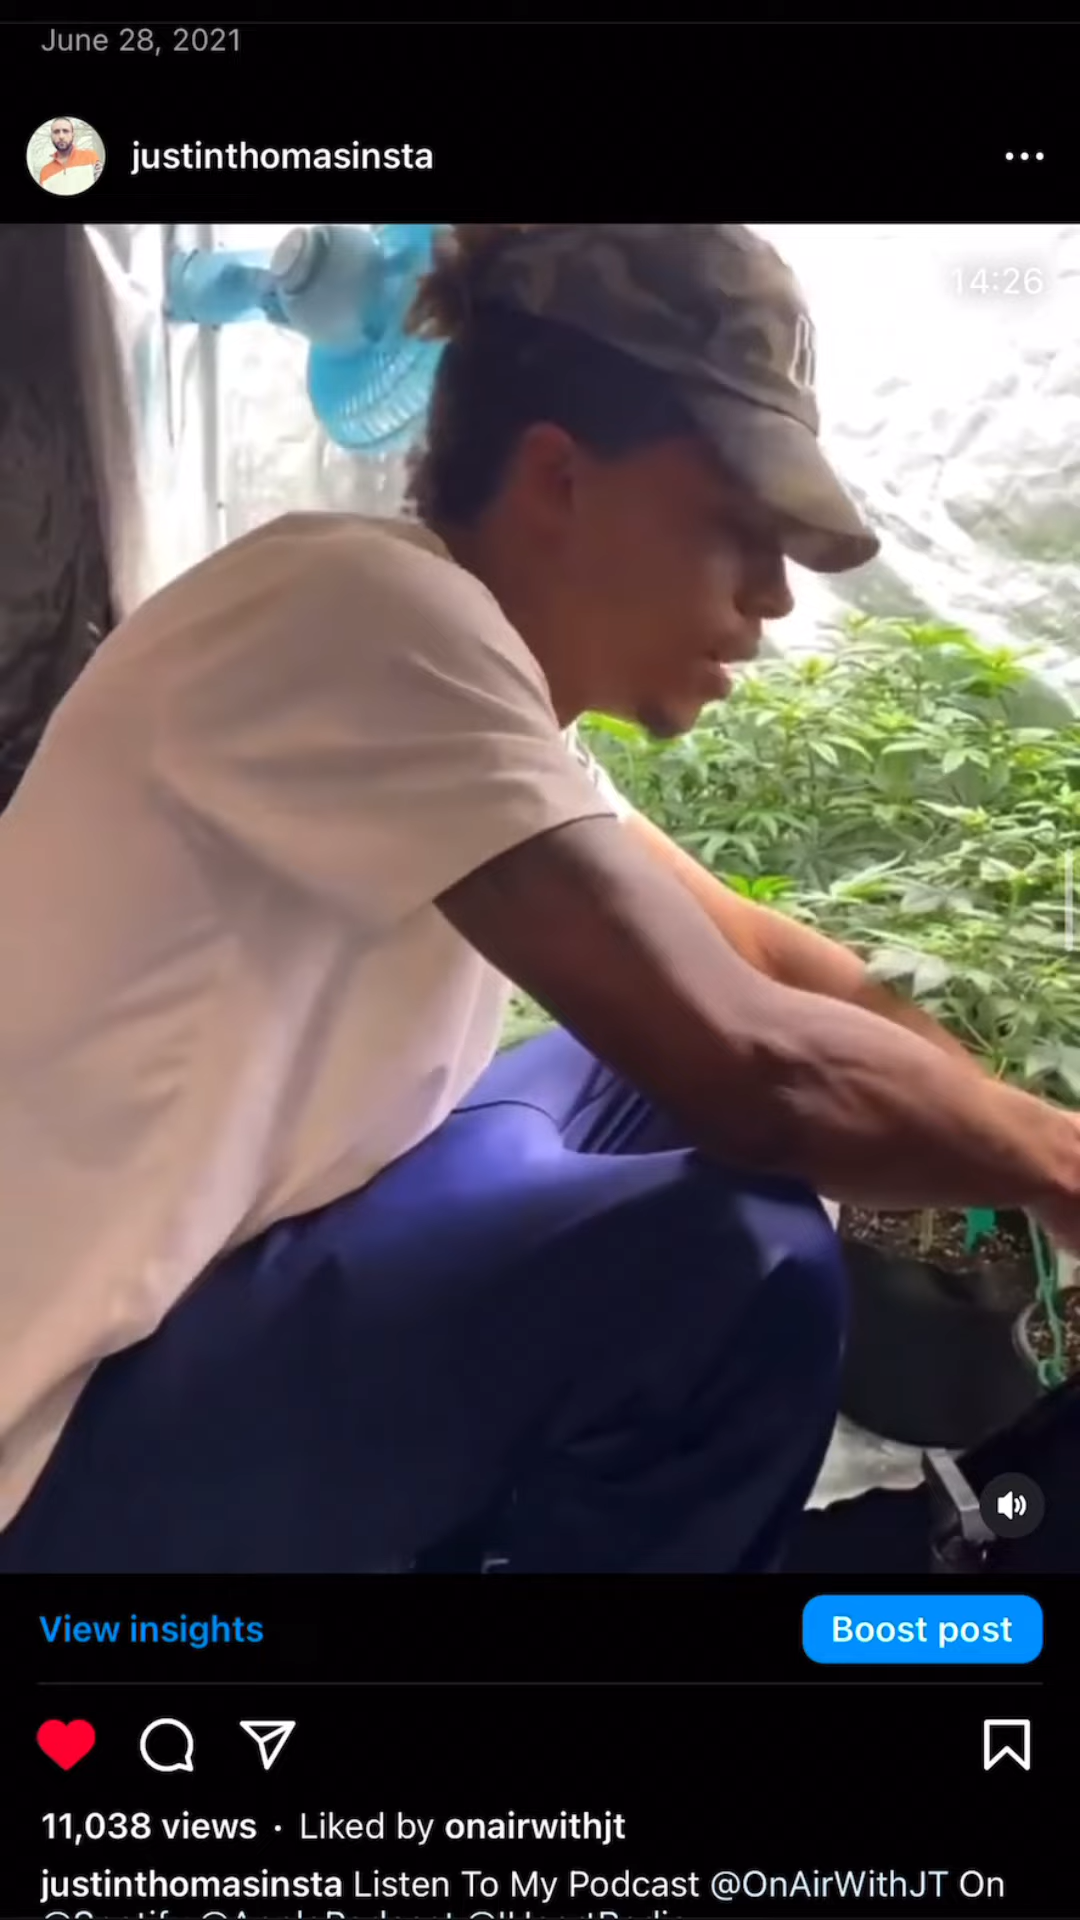 June 28, 2021
justinthomasinsta
14:26
View insights
Boost post
11,038 views · Liked by onairwithjt
justinthomasinsta Listen To My Podcast @OnAirWithJT On